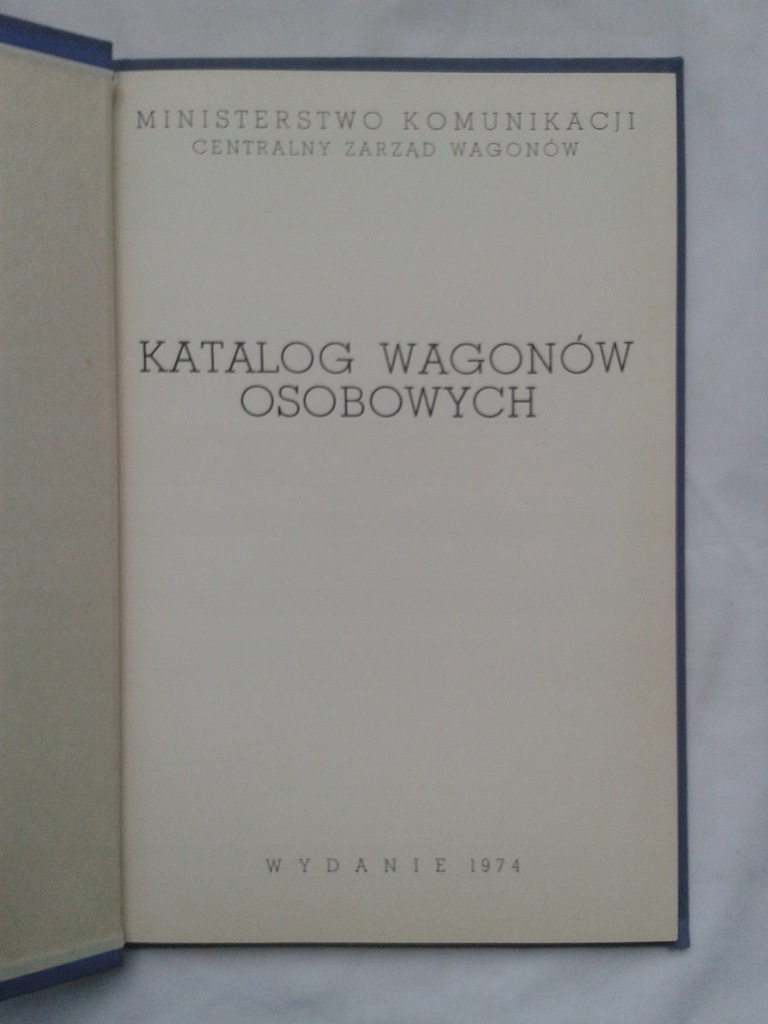 MINISTERSTWO KOMUNIKACJI
CENTRALNY ZARZĄD WAGONÓW
KATALOG WAGONÓW
OSOBOWYCH
WYDANIE 1974